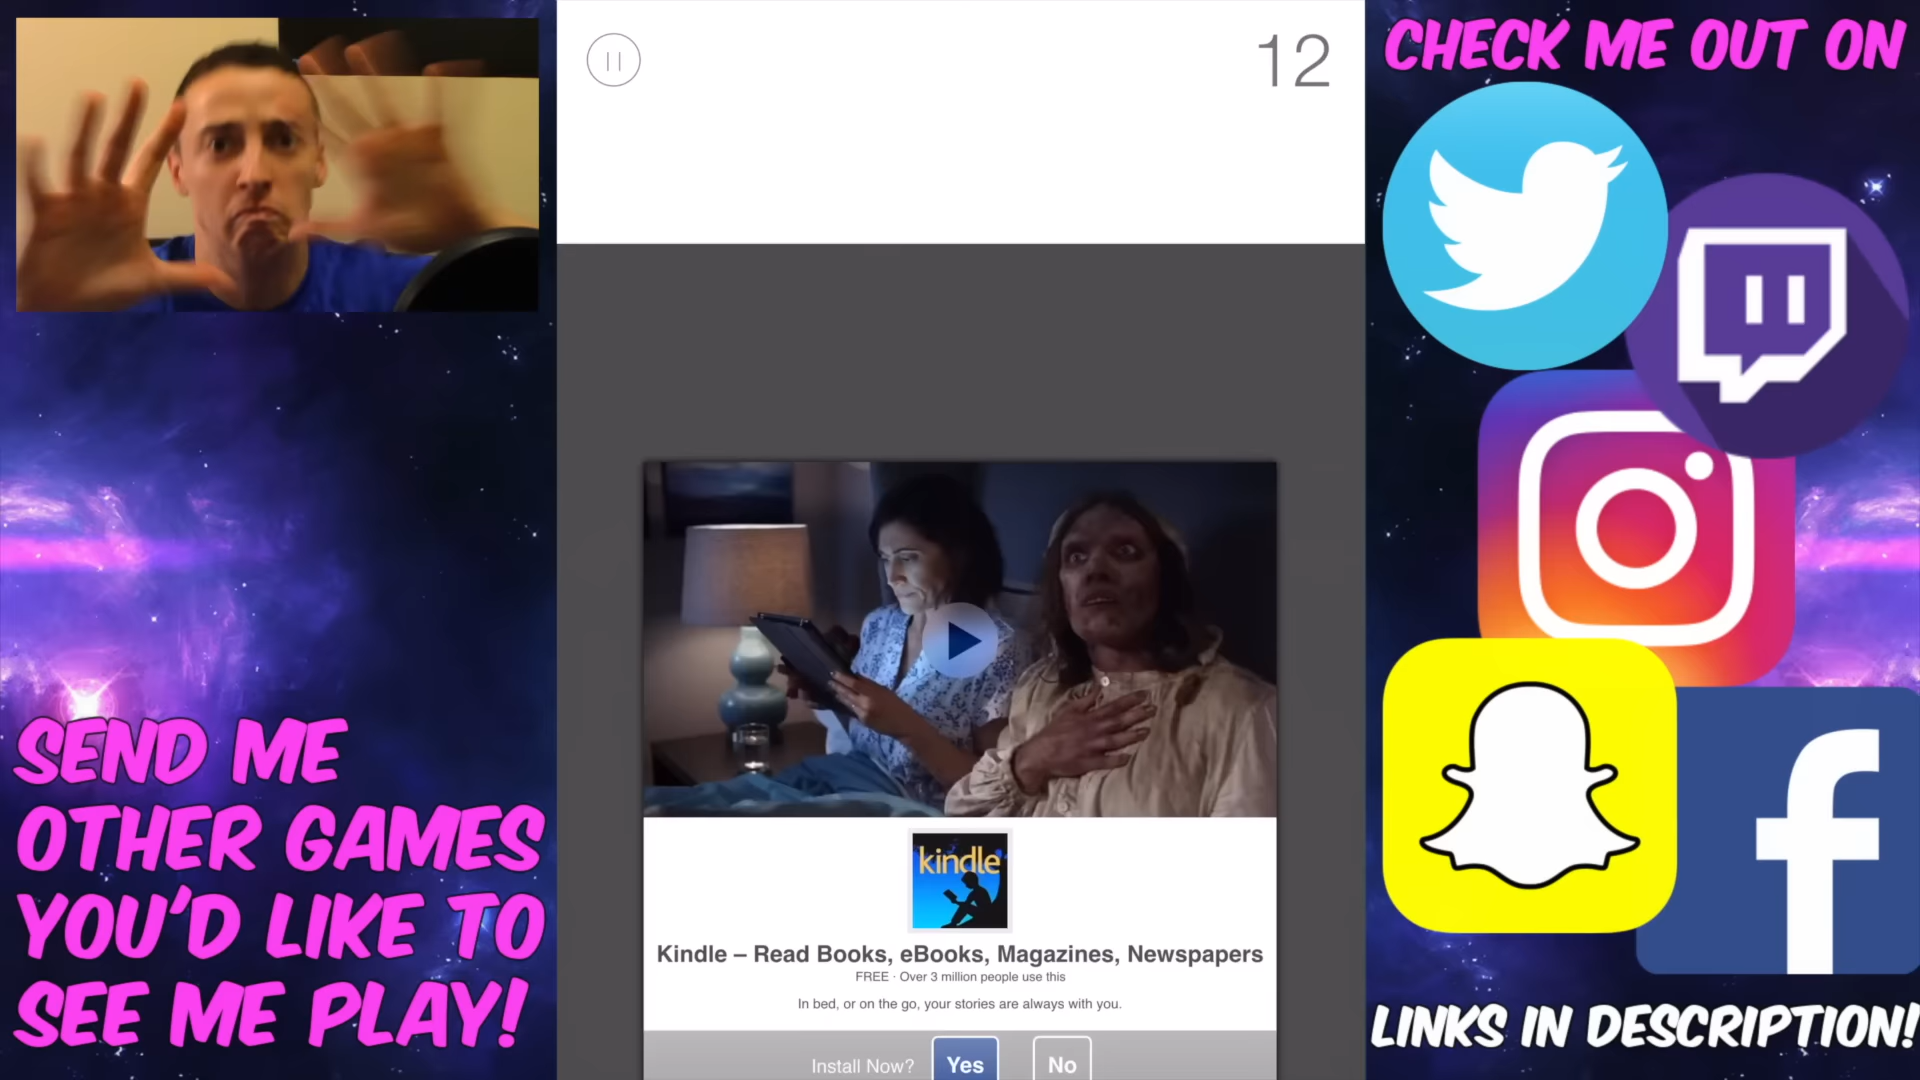 12
CHECK ME OUT ON
SEND ME
OTHER GAMES
YOU'D LIKE TO
SEE ME PLAY!
kindle
Kindle – Read Books, eBooks, Magazines, Newspapers
FREE · Over 3 million people use this
In bed, or on the go, your stories are always with you.
Install Now? Yes No
LINKS IN DESCRIPTION!